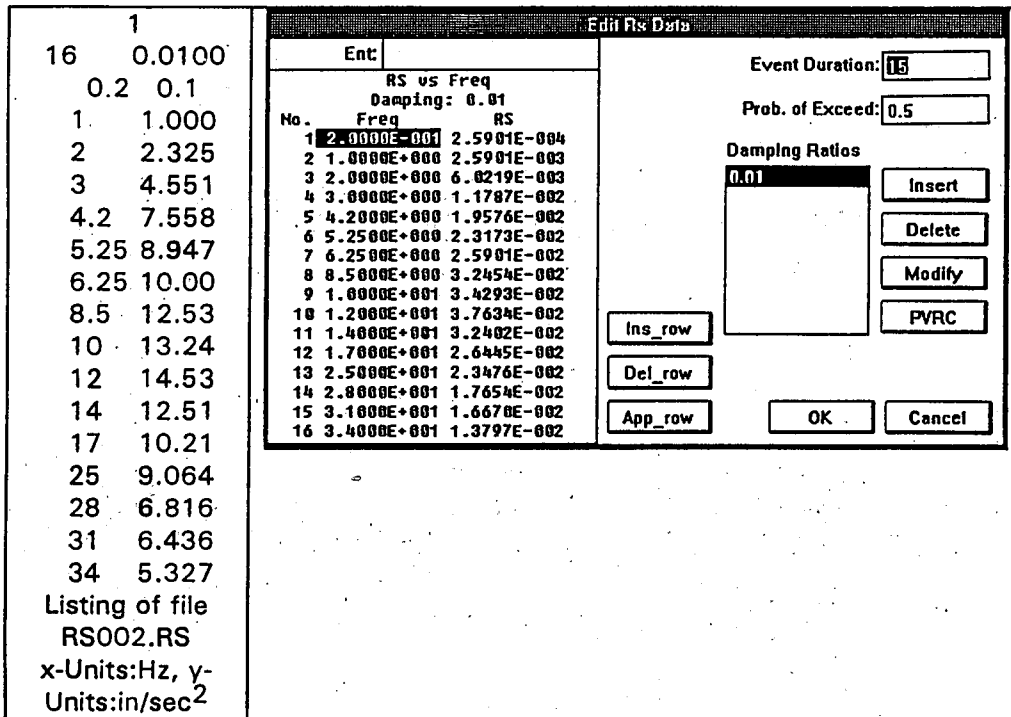 1
16 0.0100
0.2 0.1
1 1.000
2 2.325
3 4.551
4.2 7.558
5.25 8.947
6.25 10.00
8.5 12.53
10 13.24
12 14.53
14 12.51
17 10.21
25 9.064
28 6.816
31 6.436
34 5.327
Listing of file
RS002.RS
x-Units:Hz, y-
Units:in/sec2
Edit Rs Data
Ent:
RS vs Freq
Damping: 0.01
No. Freq RS
1 2.0000E-001 2.5901E-004
2 1.0000E+000 2.5901E-003
3 2.0000E+000 6.0219E-003
4 3.0000E+000 1.1787E-002
5 4.2000E+000 1.9576E-002
6 5.2500E+000 2.3173E-002
7 6.2500E+000 2.5901E-002
8 8.5000E+000 3.2454E-002
9 1.0000E+001 3.4293E-002
10 1.2000E+001 3.7634E-002
11 1.4000E+001 3.2402E-002
12 1.7000E+001 2.6445E-002
13 2.5000E+001 2.3476E-002
14 2.8000E+001 1.7654E-002
15 3.1000E+001 1.6670E-002
16 3.4000E+001 1.3797E-002
Event Duration: 15
Prob. of Exceed: 0.5
Damping Ratios
0.01
Insert
Delete
Modify
PVRC
Ins_row
Del_row
App_row
OK
Cancel